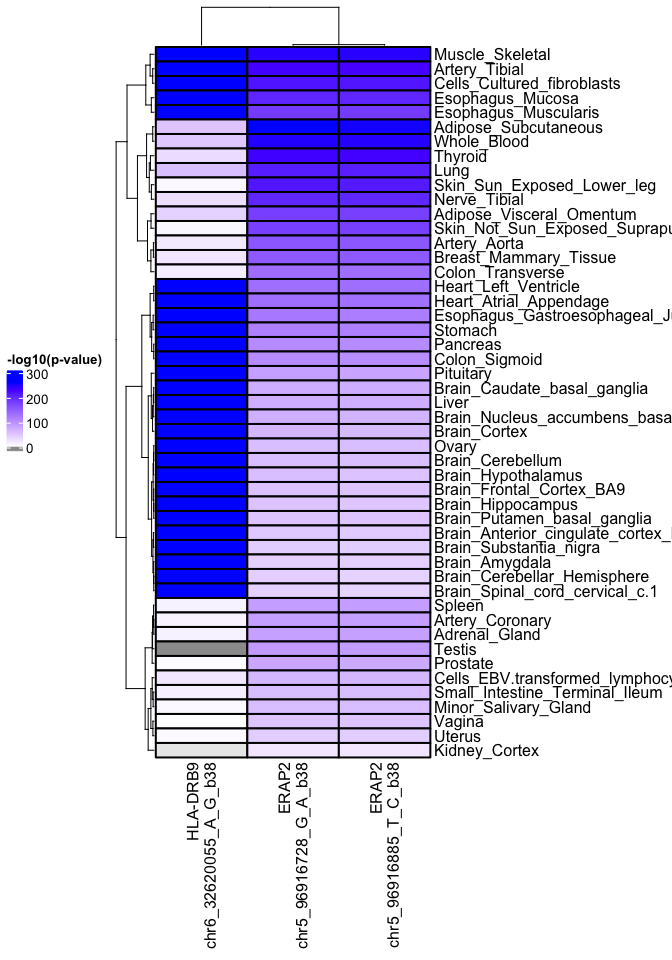 Muscle_Skeletal
Artery_Tibial
Cells_Cultured_fibroblasts
Esophagus_Mucosa
Esophagus_Muscularis
Adipose_Subcutaneous
Whole_Blood
Thyroid
Lung
Skin_Sun_Exposed_Lower_leg
Nerve_Tibial
Adipose_Visceral_Omentum
Skin_Not_Sun_Exposed_Suprapu
Artery_Aorta
Breast_Mammary_Tissue
Colon_Transverse
Heart_Left_Ventricle
Heart_Atrial_Appendage
Esophagus_Gastroesophageal_J
Stomach
Pancreas
Colon_Sigmoid
Pituitary
Brain_Caudate_basal_ganglia
Liver
Brain_Nucleus_accumbens_basa
Brain_Cortex
Ovary
Brain_Cerebellum
Brain_Hypothalamus
Brain_Frontal_Cortex_BA9
Brain_Hippocampus
Brain_Putamen_basal_ganglia
Brain_Anterior_cingulate_cortex_
Brain_Substantia_nigra
Brain_Amygdala
Brain_Cerebellar_Hemisphere
Brain_Spinal_cord_cervical_c.1
Spleen
Artery_Coronary
Adrenal_Gland
Testis
Prostate
Cells_EBV.transformed_lymphocy
Small_Intestine_Terminal_Ileum
Minor_Salivary_Gland
Vagina
Uterus
Kidney_Cortex
-log10(p-value)
300
200
100
0
HLA-DRB9
chr6_32620055_A_G_b38
ERAP2
chr5_96916728_G_A_b38
ERAP2
chr5_96916885_T_C_b38